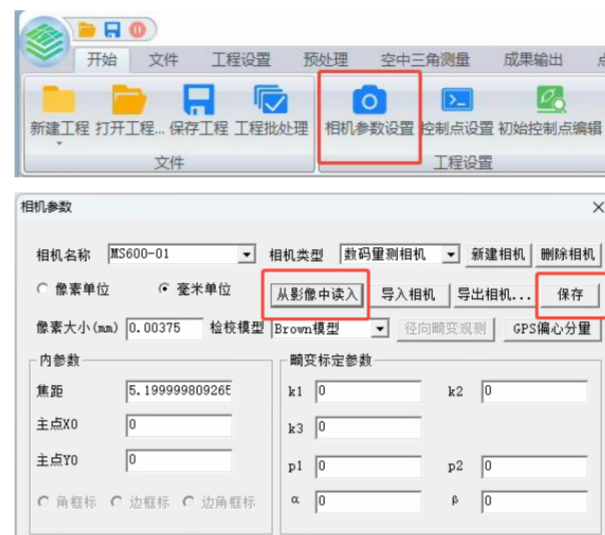 开始 文件 工程设置 预处理 空中三角测量 成果输出
新建工程 打开工程... 保存工程 工程批处理 相机参数设置 控制点设置 初始控制点编辑
文件 工程设置
相机参数
相机名称 MS600-01 相机类型 数码量测相机 新建相机 删除相机
像素单位 毫米单位 从影像中读入 导入相机 导出相机... 保存
像素大小(mm) 0.00375 检校模型 Brown模型 径向畸变观测 GPS偏心分量
内参数 畸变标定参数
焦距 5.199999809265 k1 0 k2 0
主点X0 0 k3 0
主点Y0 0 p1 0 p2 0
角框标 边框标 边角框标 α 0 β 0